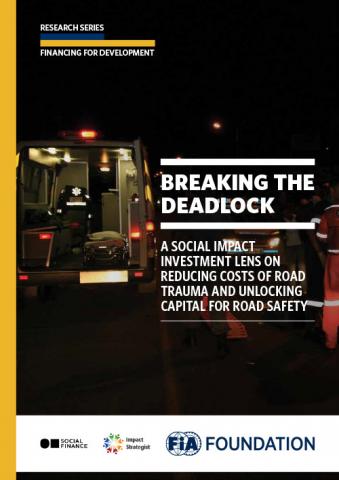 RESEARCH SERIES
FINANCING FOR DEVELOPMENT
BREAKING THE
DEADLOCK
A SOCIAL IMPACT
INVESTMENT LENS ON
REDUCING COSTS OF ROAD
TRAUMA AND UNLOCKING
CAPITAL FOR ROAD SAFETY
SOCIAL
FINANCE
Impact
Strategist
FiA FOUNDATION